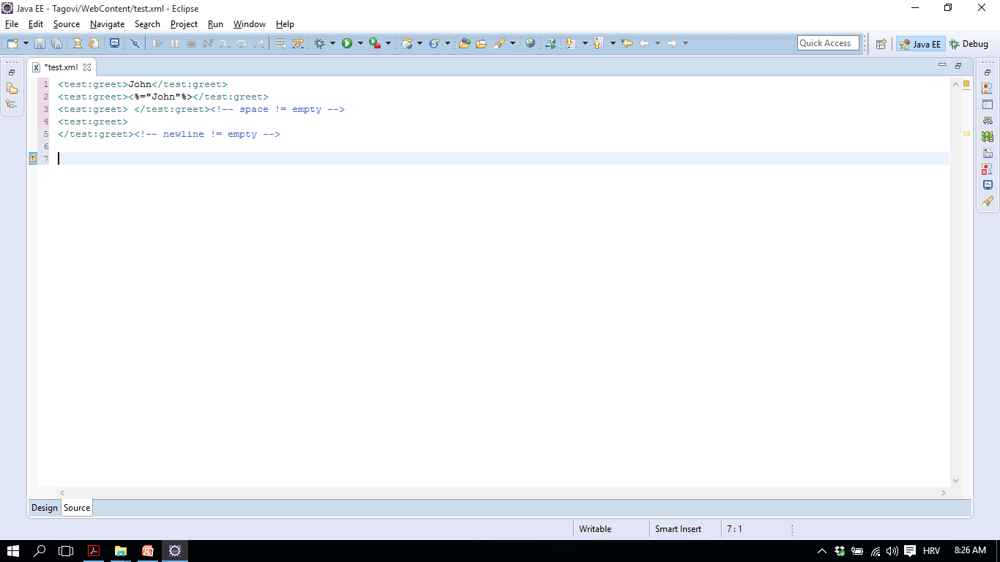 Java EE - Tagovi/WebContent/test.xml - Eclipse
File Edit Source Navigate Search Project Run Window Help
Quick Access Java EE Debug
*test.xml
1 <test:greet>John</test:greet>
2 <test:greet><%="John"%></test:greet>
3 <test:greet> </test:greet><!-- space != empty -->
4 <test:greet>
5 </test:greet><!-- newline != empty -->
6
7
Design Source
Writable Smart Insert 7 : 1
HRV 8:26 AM